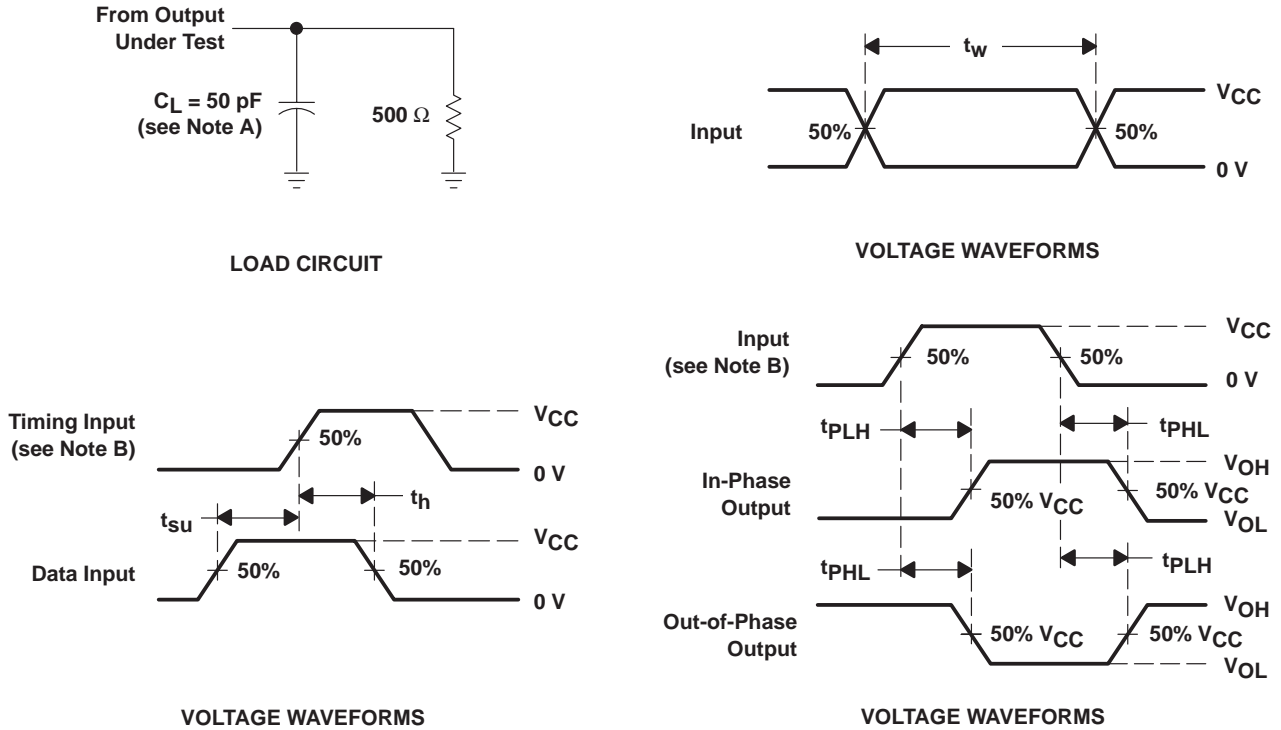 From Output
Under Test
CL = 50 pF
(see Note A)
500 Ω
LOAD CIRCUIT
tw
Input
50%
50%
VCC
0 V
VOLTAGE WAVEFORMS
Timing Input
(see Note B)
50%
VCC
0 V
th
tsu
Data Input
50%
50%
VCC
0 V
VOLTAGE WAVEFORMS
Input
(see Note B)
50%
50%
VCC
0 V
tPLH
tPHL
In-Phase
Output
50% VCC
VOH
50% VCC
VOL
tPHL
tPLH
Out-of-Phase
Output
50% VCC
VOH
50% VCC
VOL
VOLTAGE WAVEFORMS